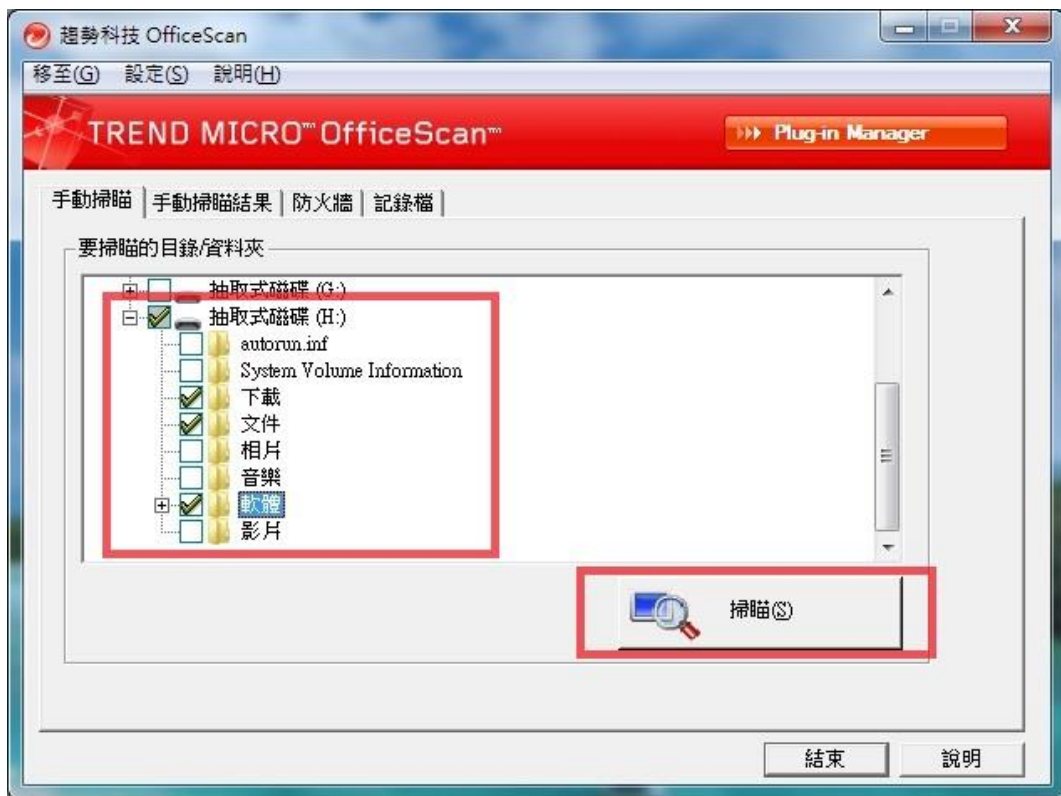 趨勢科技 OfficeScan
移至(G) 設定(S) 說明(H)
TREND MICRO™ OfficeScan™
Plug-in Manager
手動掃瞄 手動掃瞄結果 防火牆 記錄檔
要掃瞄的目錄/資料夾
抽取式磁碟 (G:)
抽取式磁碟 (H:)
autorun.inf
System Volume Information
下載
文件
相片
音樂
軟體
影片
掃瞄(S)
結束 說明